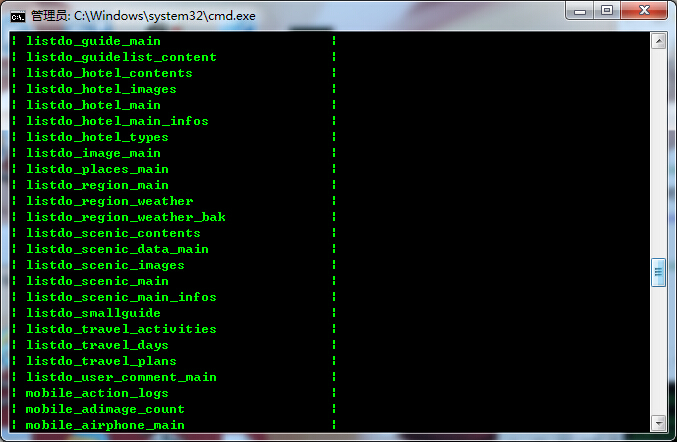 管理员: C:\Windows\system32\cmd.exe
¦ listdo_guide_main ¦
¦ listdo_guidelist_content ¦
¦ listdo_hotel_contents ¦
¦ listdo_hotel_images ¦
¦ listdo_hotel_main ¦
¦ listdo_hotel_main_infos ¦
¦ listdo_hotel_types ¦
¦ listdo_image_main ¦
¦ listdo_places_main ¦
¦ listdo_region_main ¦
¦ listdo_region_weather ¦
¦ listdo_region_weather_bak ¦
¦ listdo_scenic_contents ¦
¦ listdo_scenic_data_main ¦
¦ listdo_scenic_images ¦
¦ listdo_scenic_main ¦
¦ listdo_scenic_main_infos ¦
¦ listdo_smallguide ¦
¦ listdo_travel_activities ¦
¦ listdo_travel_days ¦
¦ listdo_travel_plans ¦
¦ listdo_user_comment_main ¦
¦ mobile_action_logs ¦
¦ mobile_adimage_count ¦
¦ mobile_airphone_main ¦